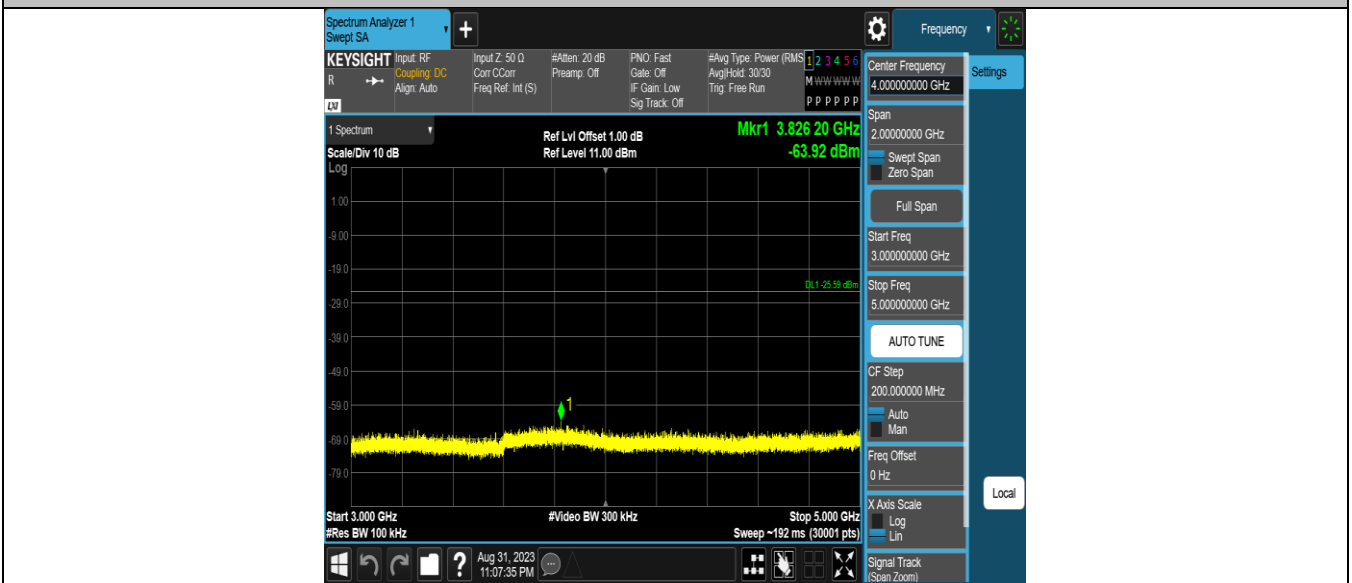 Spectrum Analyzer 1
Swept SA
+
Frequency
KEYSIGHT
R
LXI
Input: RF
Coupling: DC
Align: Auto
Input Z: 50 Ω
Corr CCorr
Freq Ref: Int (S)
#Atten: 20 dB
Preamp: Off
PNO: Fast
Gate: Off
IF Gain: Low
Sig Track: Off
#Avg Type: Power (RMS
Avg|Hold: 30/30
Trig: Free Run
1 2 3 4 5 6
M W W W W W
P P P P P P
1 Spectrum
Scale/Div 10 dB
Log
Ref Lvl Offset 1.00 dB
Ref Level 11.00 dBm
Mkr1 3.826 20 GHz
-63.92 dBm
1.00
-9.00
-19.0
DL1 -25.59 dBm
-29.0
-39.0
-49.0
-59.0
1
-69.0
-79.0
Start 3.000 GHz
#Res BW 100 kHz
#Video BW 300 kHz
Stop 5.000 GHz
Sweep ~192 ms (30001 pts)
?
Aug 31, 2023
11:07:35 PM
Center Frequency
4.000000000 GHz
Span
2.00000000 GHz
Swept Span
Zero Span
Full Span
Start Freq
3.000000000 GHz
Stop Freq
5.000000000 GHz
AUTO TUNE
CF Step
200.000000 MHz
Auto
Man
Freq Offset
0 Hz
X Axis Scale
Log
Lin
Signal Track
(Span Zoom)
Settings
Local